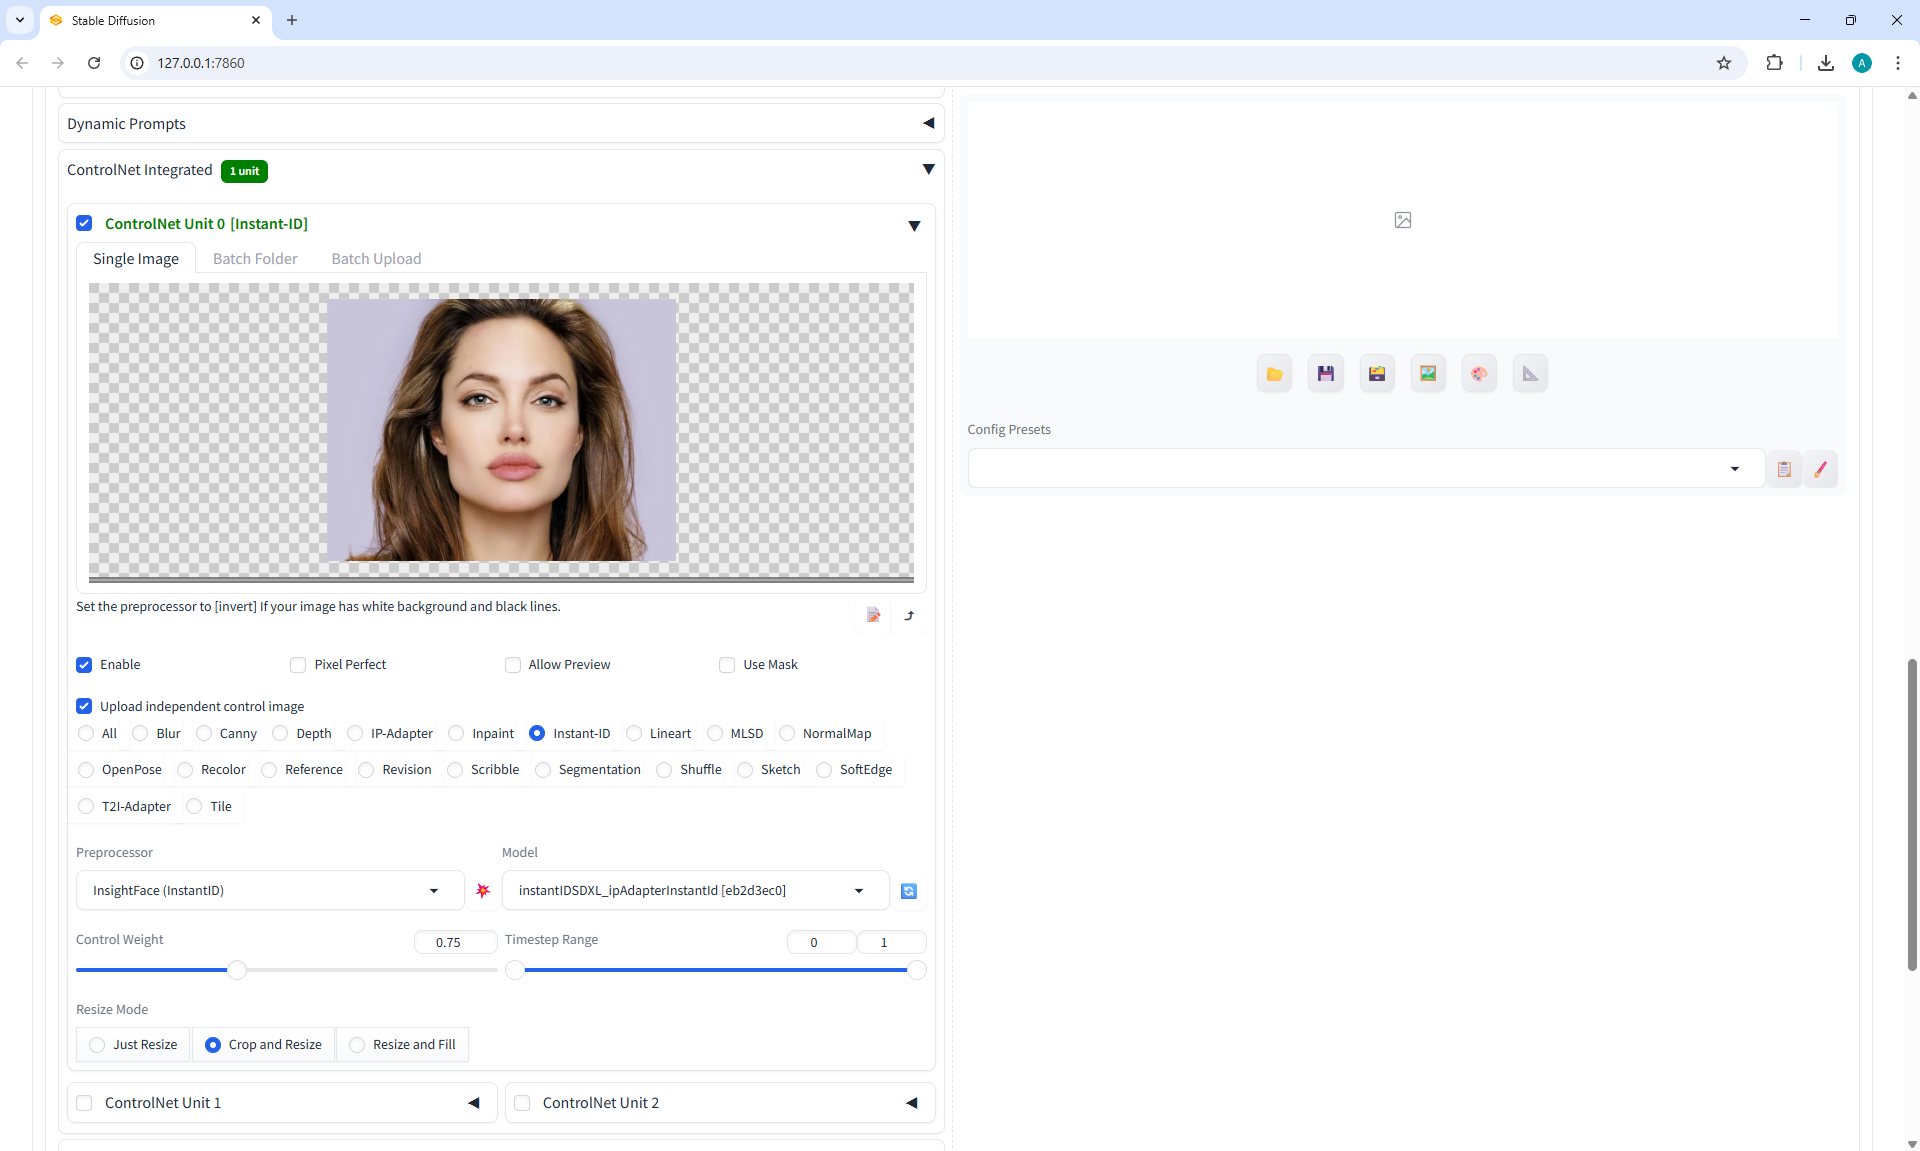 Stable Diffusion
127.0.0.1:7860
A
Dynamic Prompts
ControlNet Integrated 1 unit
ControlNet Unit 0 [Instant-ID]
Single Image Batch Folder Batch Upload
Set the preprocessor to [invert] If your image has white background and black lines.
Enable Pixel Perfect Allow Preview Use Mask
Upload independent control image
All Blur Canny Depth IP-Adapter Inpaint Instant-ID Lineart MLSD NormalMap
OpenPose Recolor Reference Revision Scribble Segmentation Shuffle Sketch SoftEdge
T2I-Adapter Tile
Preprocessor Model
InsightFace (InstantID) instantIDSDXL_ipAdapterInstantId [eb2d3ec0]
Control Weight 0.75 Timestep Range 0 1
Resize Mode
Just Resize Crop and Resize Resize and Fill
ControlNet Unit 1 ControlNet Unit 2
Config Presets